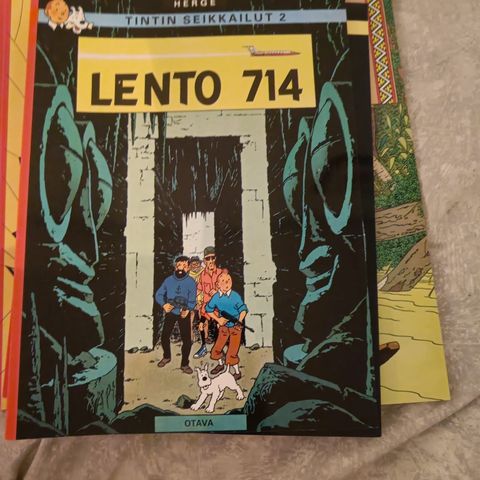 HERGÉ
TINTIN SEIKKAILUT 2
LENTO 714
OTAVA